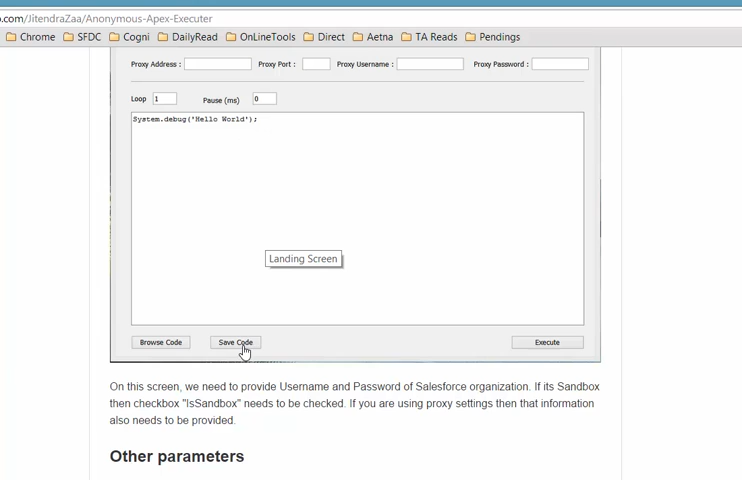 o.com/JitendraZaa/Anonymous-Apex-Executer
Chrome SFDC Cogni DailyRead OnLineTools Direct Aetna TA Reads Pendings
Proxy Address : Proxy Port : Proxy Username : Proxy Password :
Loop 1 Pause (ms) 0
System.debug('Hello World');
Landing Screen
Browse Code Save Code Execute
On this screen, we need to provide Username and Password of Salesforce organization. If its Sandbox
then checkbox "IsSandbox" needs to be checked. If you are using proxy settings then that information
also needs to be provided.
Other parameters